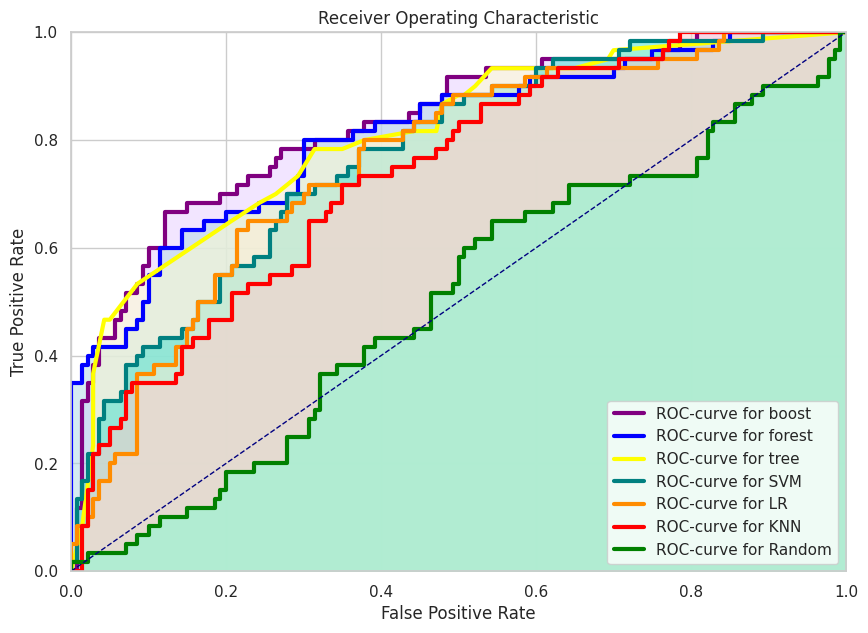 Receiver Operating Characteristic
True Positive Rate
1.0
0.8
0.6
0.4
0.2
0.0
ROC-curve for boost
ROC-curve for forest
ROC-curve for tree
ROC-curve for SVM
ROC-curve for LR
ROC-curve for KNN
ROC-curve for Random
0.0 0.2 0.4 0.6 0.8 1.0
False Positive Rate